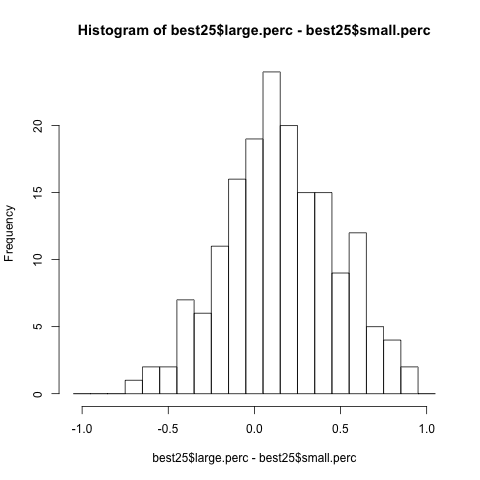 Histogram of best25$large.perc - best25$small.perc
Frequency
20
15
10
5
0
-1.0 -0.5 0.0 0.5 1.0
best25$large.perc - best25$small.perc